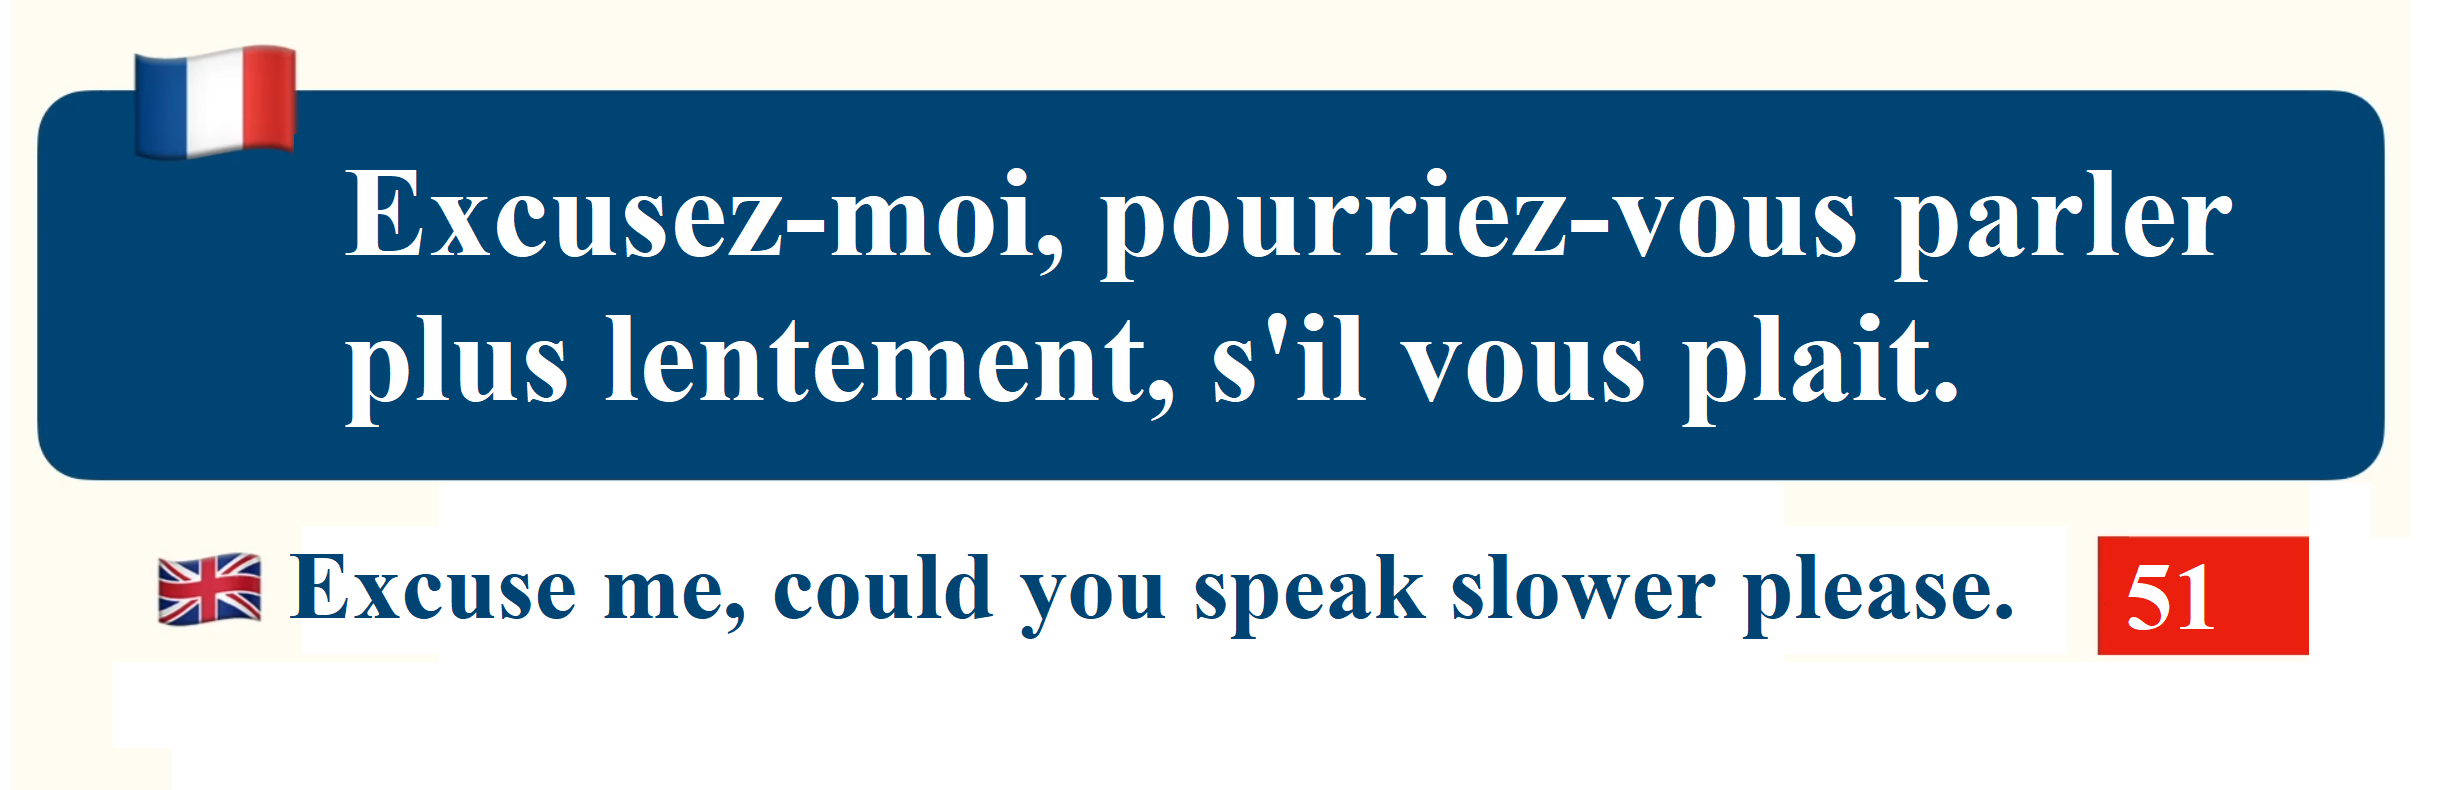 Excusez-moi, pourriez-vous parler
plus lentement, s'il vous plait.
Excuse me, could you speak slower please.
51